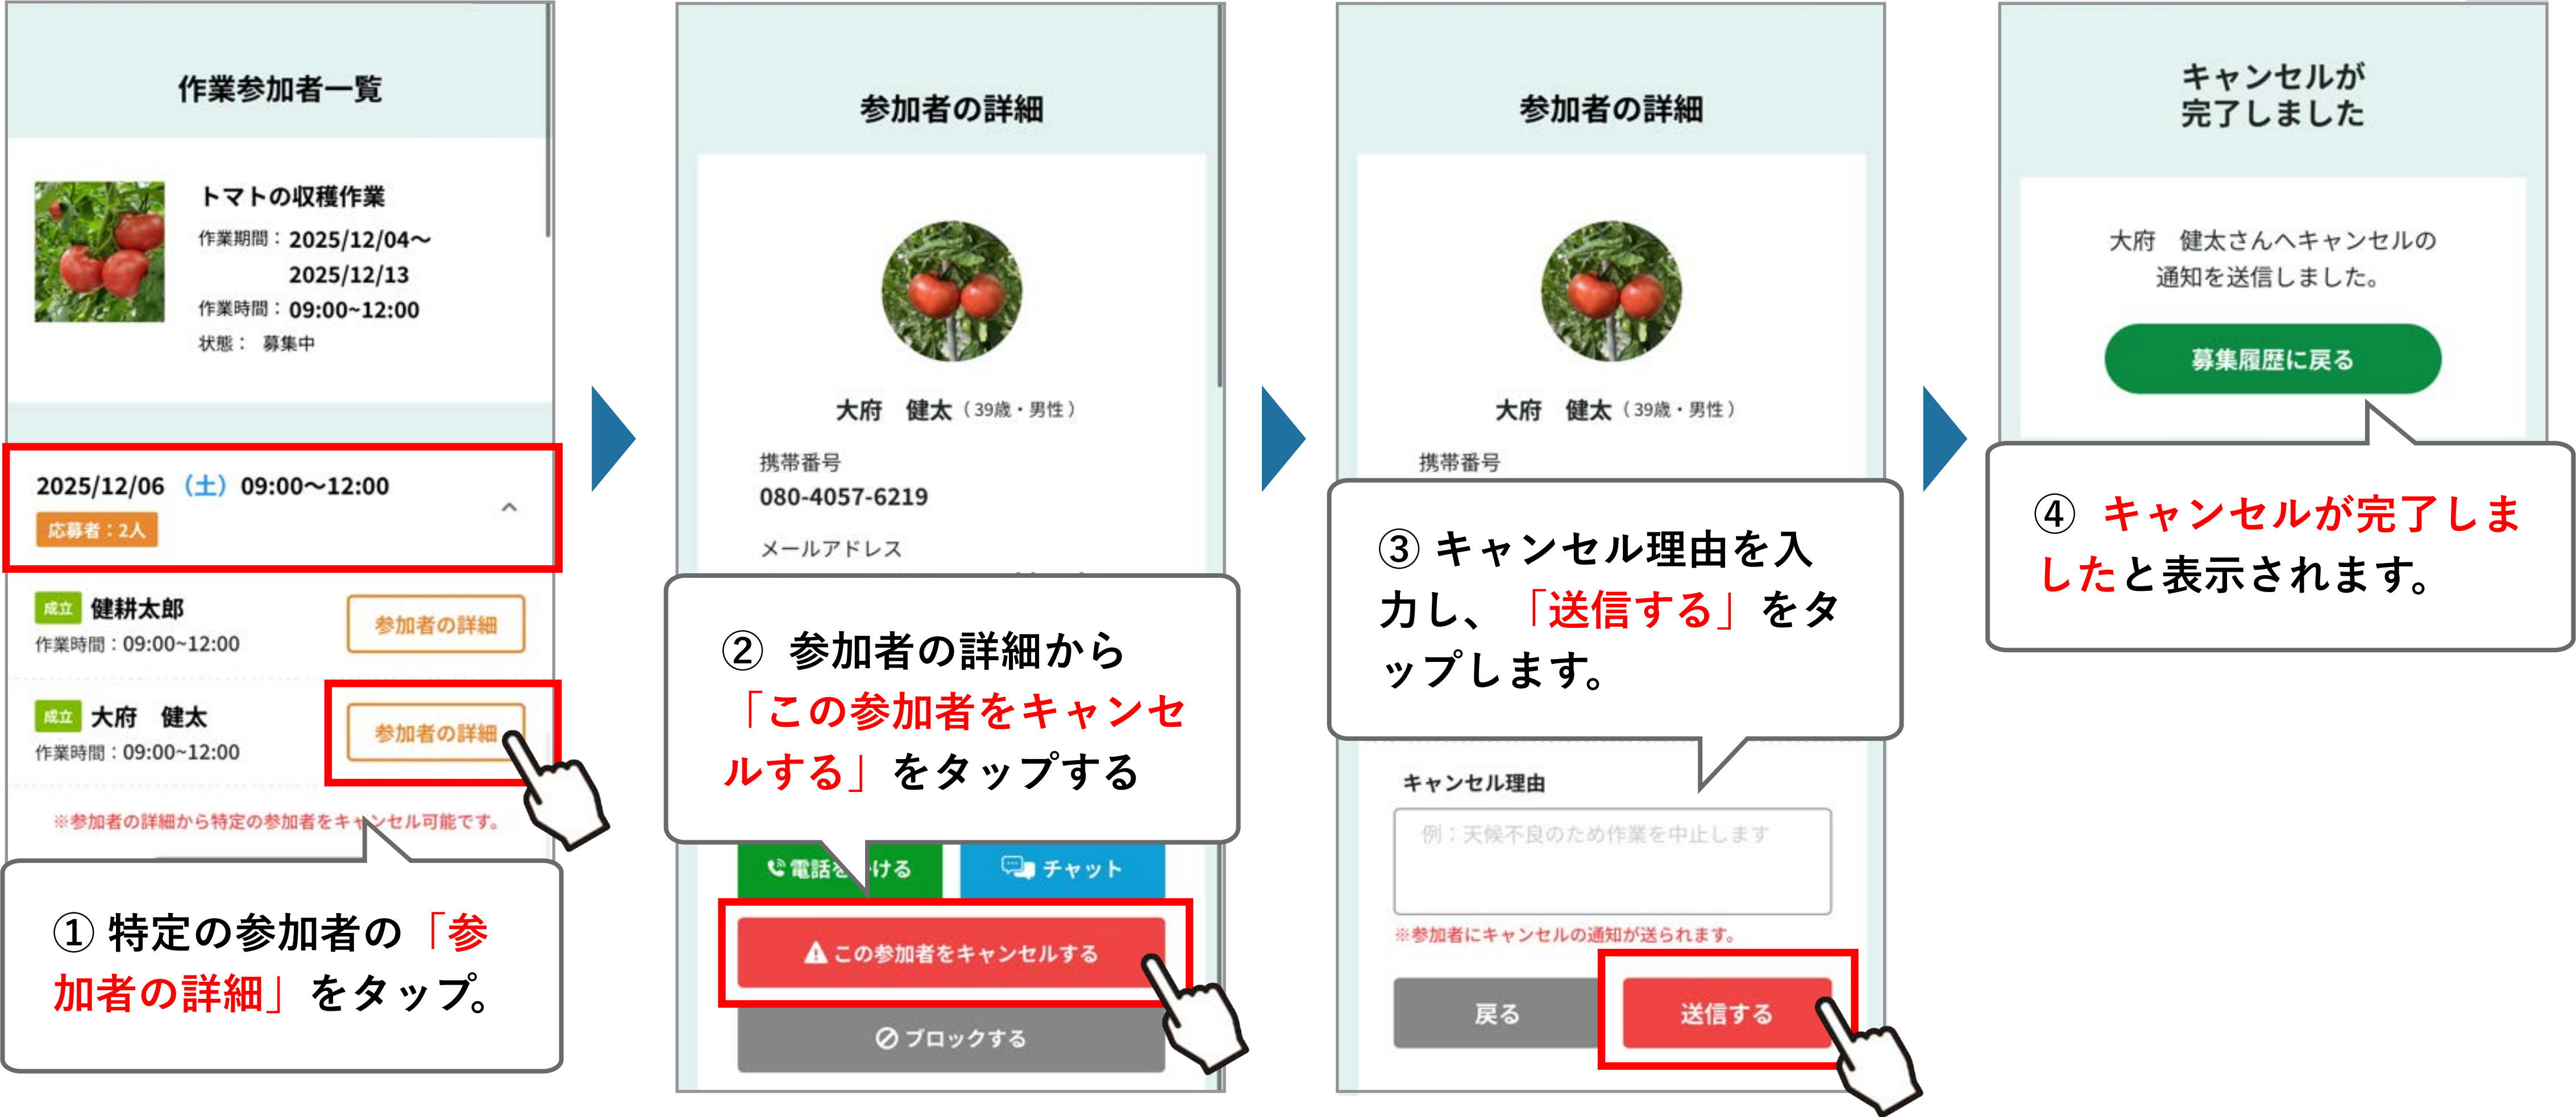 作業参加者一覧
トマトの収穫作業
作業期間： 2025/12/04～
2025/12/13
作業時間： 09:00~12:00
状態： 募集中
2025/12/06 （土） 09:00～12:00
応募者：2人
成立 健耕太郎
作業時間：09:00~12:00
参加者の詳細
成立 大府 健太
作業時間：09:00~12:00
参加者の詳細
※参加者の詳細から特定の参加者をキャンセル可能です。
① 特定の参加者の「参
加者の詳細」をタップ。
参加者の詳細
大府 健太（39歳・男性）
携帯番号
080-4057-6219
メールアドレス
② 参加者の詳細から
「この参加者をキャンセ
ルする」をタップする
電話を ける
チャット
この参加者をキャンセルする
ブロックする
参加者の詳細
大府 健太（39歳・男性）
携帯番号
③ キャンセル理由を入
力し、「送信する」をタ
ップします。
キャンセル理由
例：天候不良のため作業を中止します
※参加者にキャンセルの通知が送られます。
戻る
送信する
キャンセルが
完了しました
大府 健太さんへキャンセルの
通知を送信しました。
募集履歴に戻る
④ キャンセルが完了しま
したと表示されます。